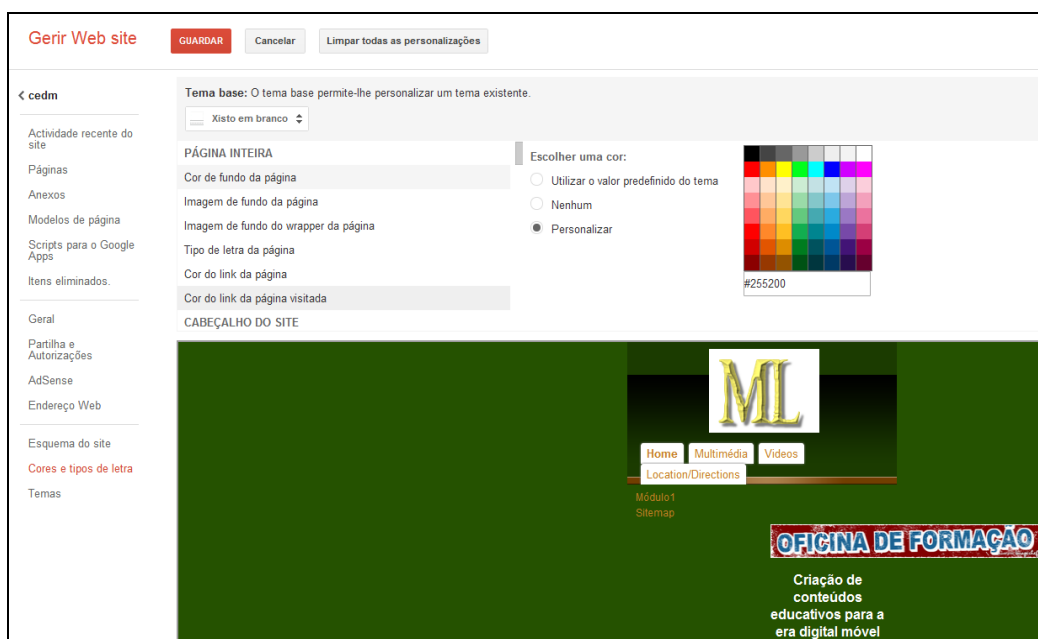 Gerir Web site
GUARDAR
Cancelar
Limpar todas as personalizações
cedm
Actividade recente do
site
Páginas
Anexos
Modelos de página
Scripts para o Google
Apps
Itens eliminados.
Geral
Partilha e
Autorizações
AdSense
Endereço Web
Esquema do site
Cores e tipos de letra
Temas
Tema base: O tema base permite-lhe personalizar um tema existente.
Xisto em branco
PÁGINA INTEIRA
Cor de fundo da página
Imagem de fundo da página
Imagem de fundo do wrapper da página
Tipo de letra da página
Cor do link da página
Cor do link da página visitada
CABEÇALHO DO SITE
Escolher uma cor:
Utilizar o valor predefinido do tema
Nenhum
Personalizar
#255200
ML
Home
Multimédia
Videos
Location/Directions
Módulo1
Sitemap
OFICINA DE FORMAÇÃO
Criação de
conteúdos
educativos para a
era digital móvel